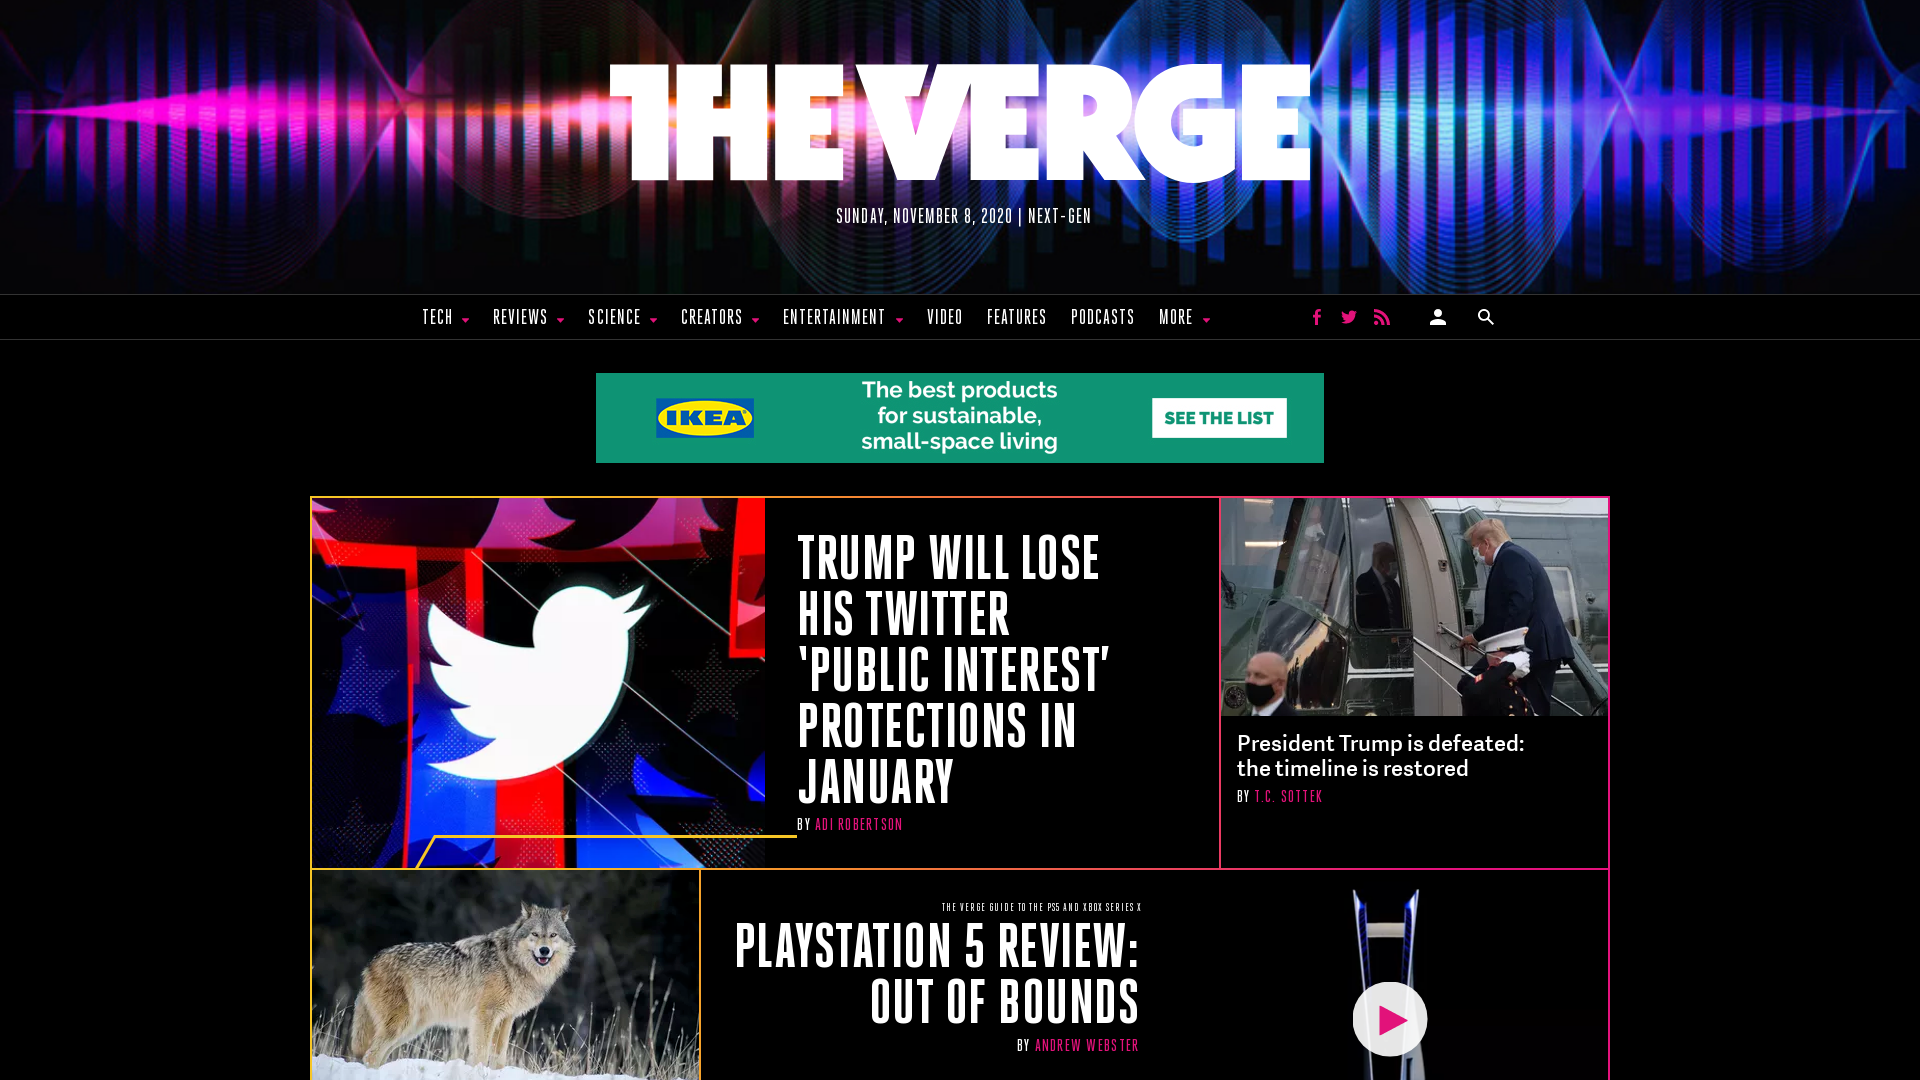 THE VERGE
SUNDAY, NOVEMBER 8, 2020 | NEXT-GEN
TECH REVIEWS SCIENCE CREATORS ENTERTAINMENT VIDEO FEATURES PODCASTS MORE
IKEA
The best products
for sustainable,
small-space living
SEE THE LIST
TRUMP WILL LOSE
HIS TWITTER
‘PUBLIC INTEREST’
PROTECTIONS IN
JANUARY
BY ADI ROBERTSON
President Trump is defeated:
the timeline is restored
BY T.C. SOTTEK
THE VERGE GUIDE TO THE PS5 AND XBOX SERIES X
PLAYSTATION 5 REVIEW:
OUT OF BOUNDS
BY ANDREW WEBSTER